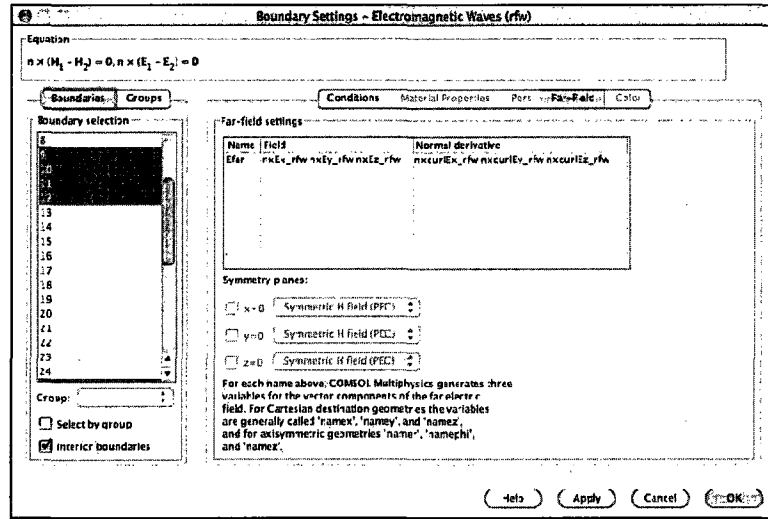 Boundary Settings - Electromagnetic Waves (rfw)
Equation
n × (H1 - H2) = 0, n × (E1 - E2) = 0
Boundaries Groups
Conditions Material Properties Port Far-Field Color
Boundary selection
8
9
10
11
12
13
14
15
16
17
18
19
20
21
22
23
24
Group:
Select by group
Interior boundaries
Far-field settings
Name Field Normal derivative
Efar nxEx_rfw nxEy_rfw nxEz_rfw nxcurlEx_rfw nxcurlEy_rfw nxcurlEz_rfw
Symmetry planes:
x=0 Symmetric H field (PEC)
y=0 Symmetric H field (PEC)
z=0 Symmetric H field (PEC)
For each name above, COMSOL Multiphysics generates three
variables for the vector components of the far electric
field. For Cartesian destination geometries the variables
are generally called 'namex', 'namey', and 'namez',
and for axisymmetric geometries 'namer', 'namephi',
and 'namez'.
Help Apply Cancel OK